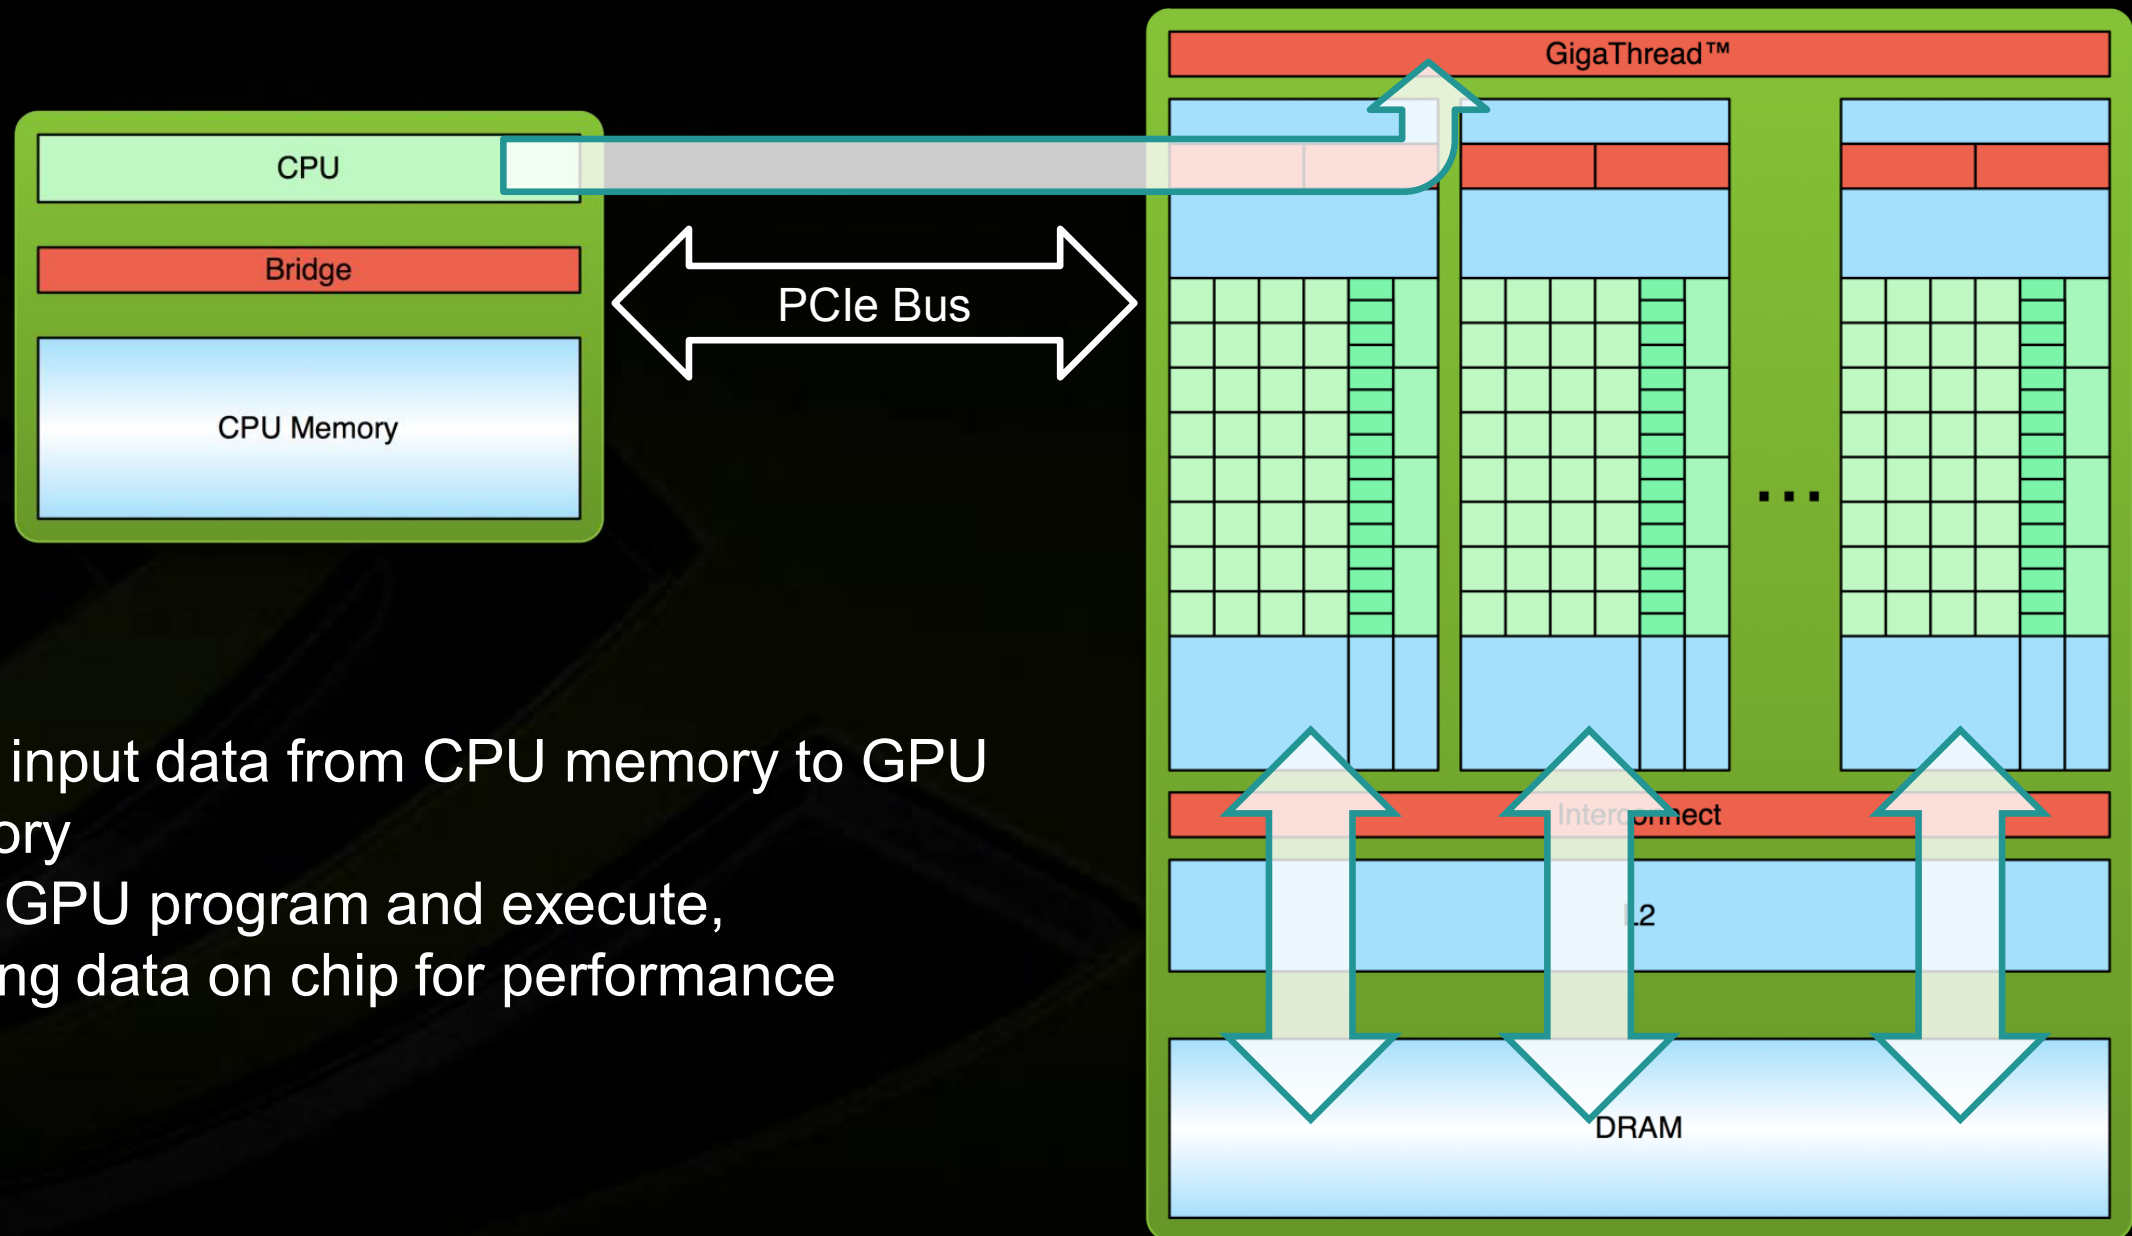 GigaThread™
CPU
Bridge
PCIe Bus
CPU Memory
input data from CPU memory to GPU
ory
GPU program and execute,
ng data on chip for performance
Interconnect
L2
DRAM